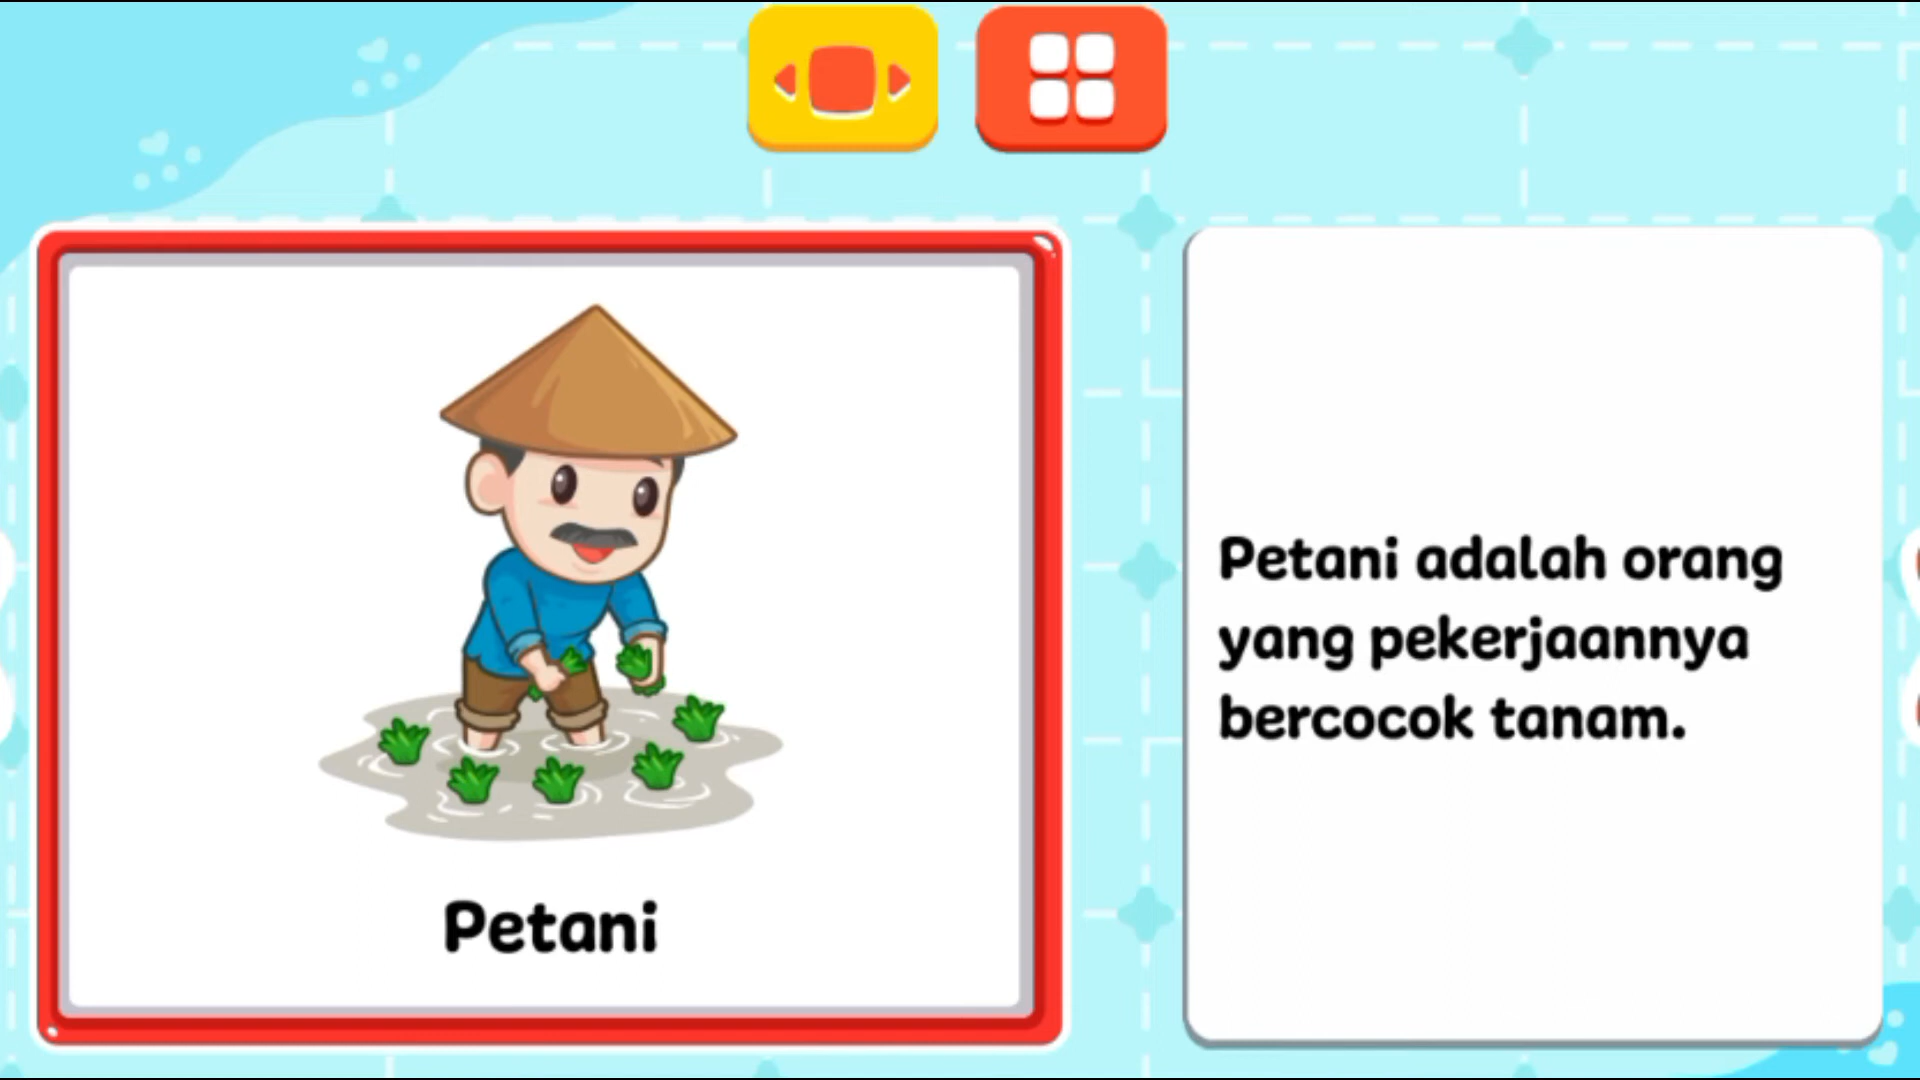 Petani
Petani adalah orang
yang pekerjaannya
bercocok tanam.